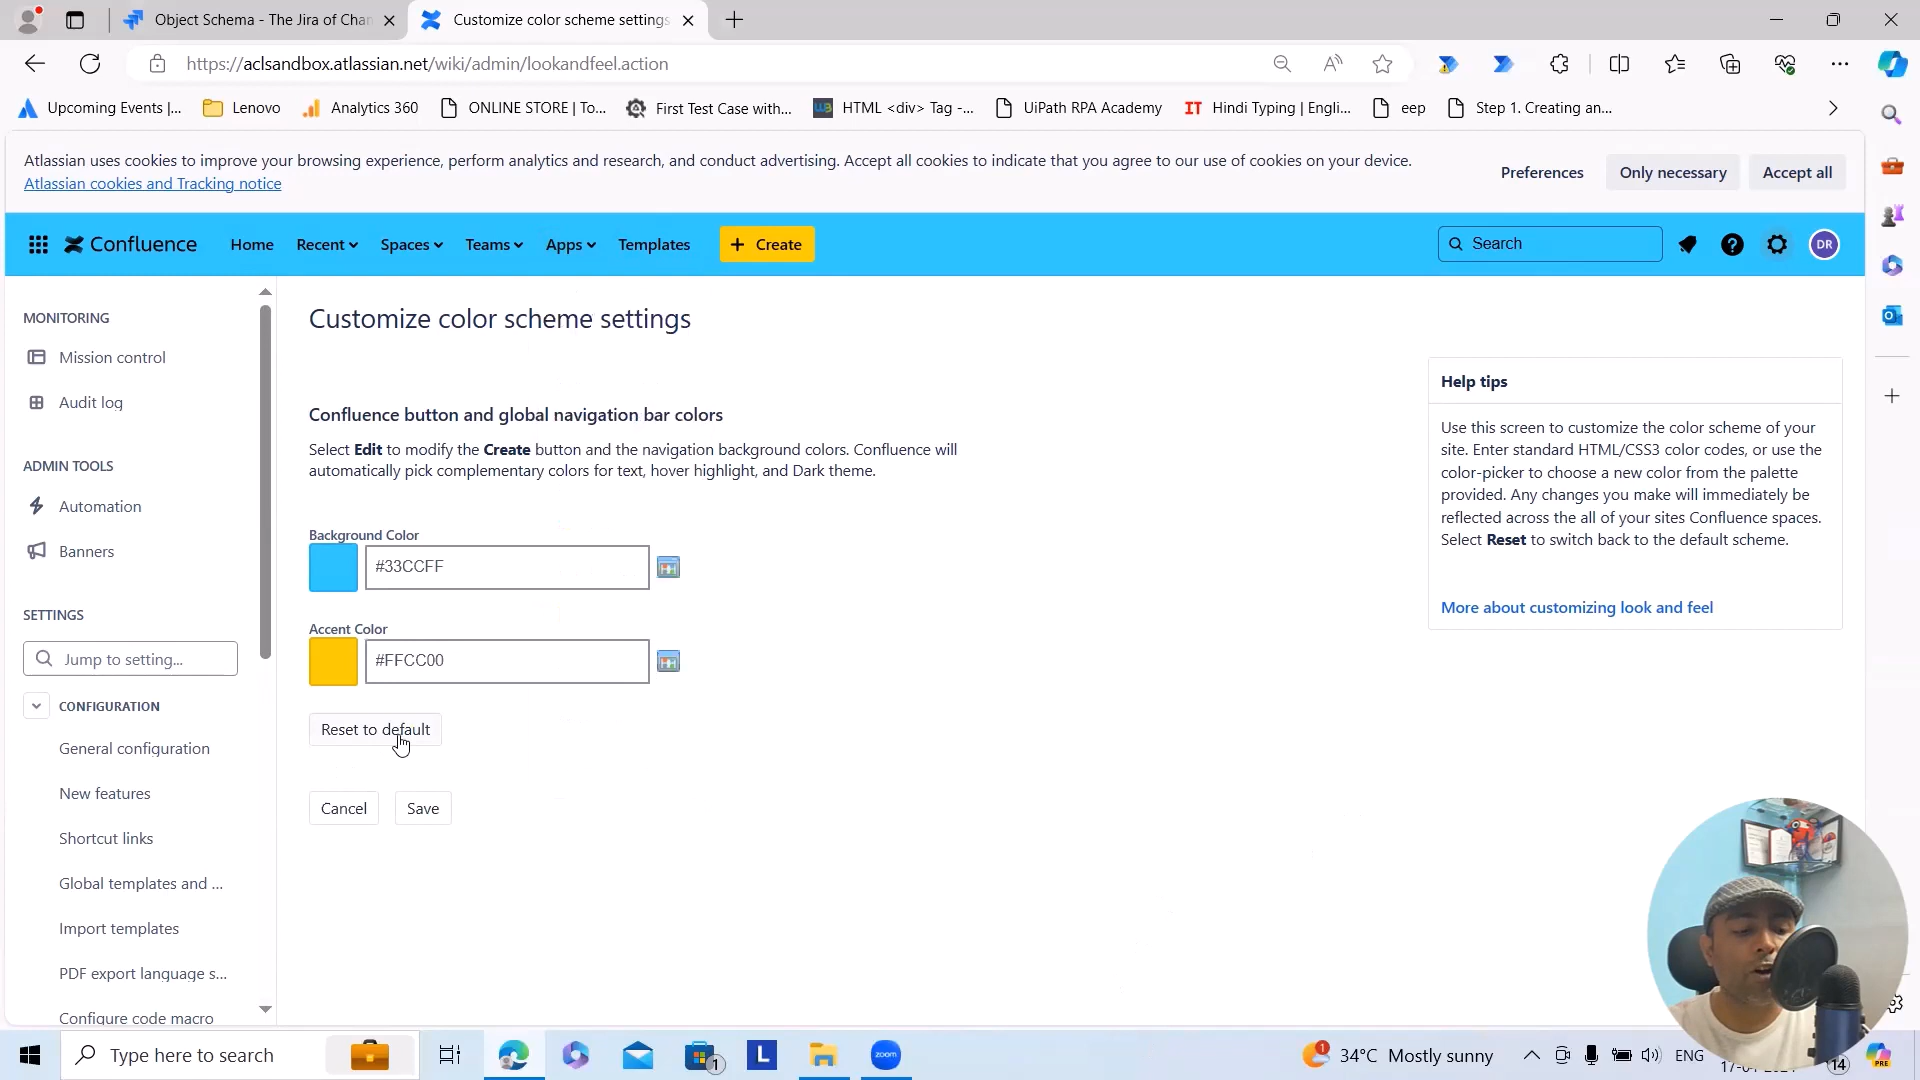 Object Schema - The Jira of Chan
Customize color scheme settings
https://aclsandbox.atlassian.net/wiki/admin/lookandfeel.action
Upcoming Events |...
Lenovo
Analytics 360
ONLINE STORE | To...
First Test Case with...
HTML <div> Tag -...
UiPath RPA Academy
IT
Hindi Typing | Engli...
eep
Step 1. Creating an...
Atlassian uses cookies to improve your browsing experience, perform analytics and research, and conduct advertising. Accept all cookies to indicate that you agree to our use of cookies on your device.
Atlassian cookies and Tracking notice
Preferences
Only necessary
Accept all
Confluence
Home
Recent
Spaces
Teams
Apps
Templates
+ Create
Search
DR
MONITORING
Mission control
Audit log
ADMIN TOOLS
Automation
Banners
SETTINGS
Jump to setting...
CONFIGURATION
General configuration
New features
Shortcut links
Global templates and ...
Import templates
PDF export language s...
Configure code macro
Customize color scheme settings
Confluence button and global navigation bar colors
Select Edit to modify the Create button and the navigation background colors. Confluence will
automatically pick complementary colors for text, hover highlight, and Dark theme.
Background Color
#33CCFF
Accent Color
#FFCC00
Reset to default
Cancel
Save
Help tips
Use this screen to customize the color scheme of your
site. Enter standard HTML/CSS3 color codes, or use the
color-picker to choose a new color from the palette
provided. Any changes you make will immediately be
reflected across the all of your sites Confluence spaces.
Select Reset to switch back to the default scheme.
More about customizing look and feel
Type here to search
1
L
zoom
1
34°C Mostly sunny
ENG
14
PRE